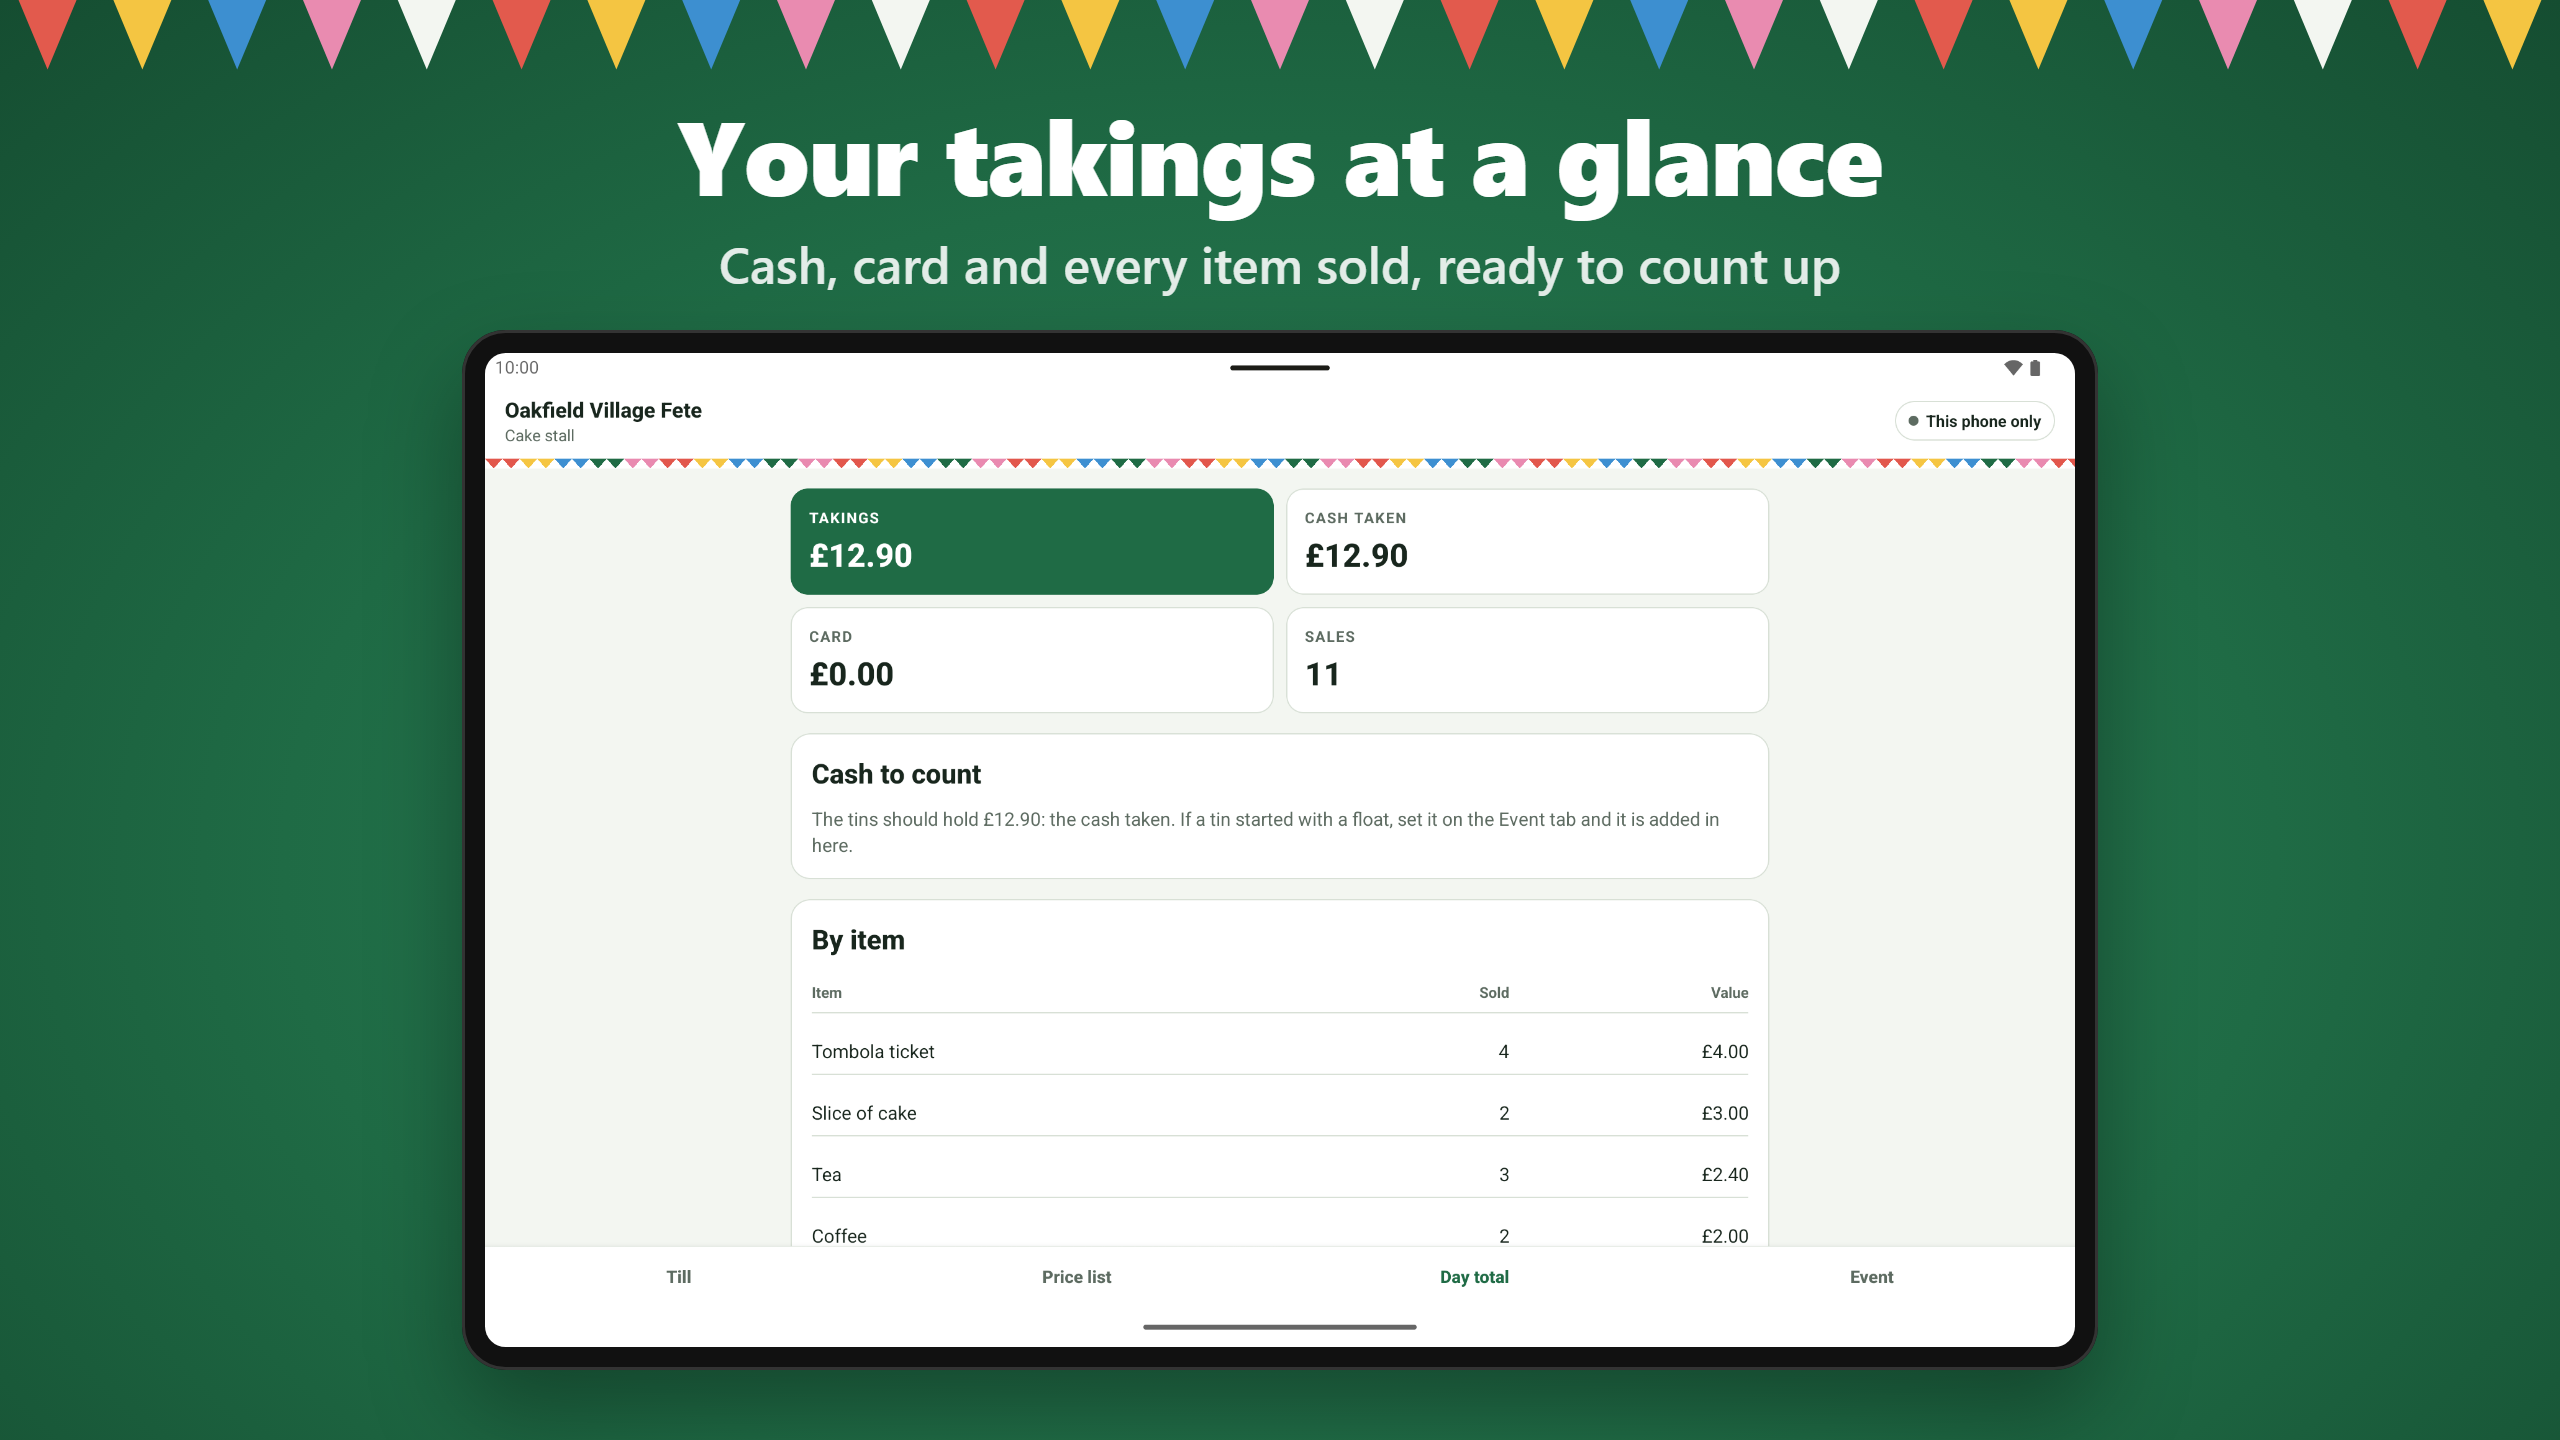 Your takings at a glance
Cash, card and every item sold, ready to count up
10:00
Oakfield Village Fete
Cake stall
This phone only
TAKINGS
£12.90
CASH TAKEN
£12.90
CARD
£0.00
SALES
11
Cash to count
The tins should hold £12.90: the cash taken. If a tin started with a float, set it on the Event tab and it is added in
here.
By item
Item Sold Value
Tombola ticket 4 £4.00
Slice of cake 2 £3.00
Tea 3 £2.40
Coffee 2 £2.00
Till Price list Day total Event